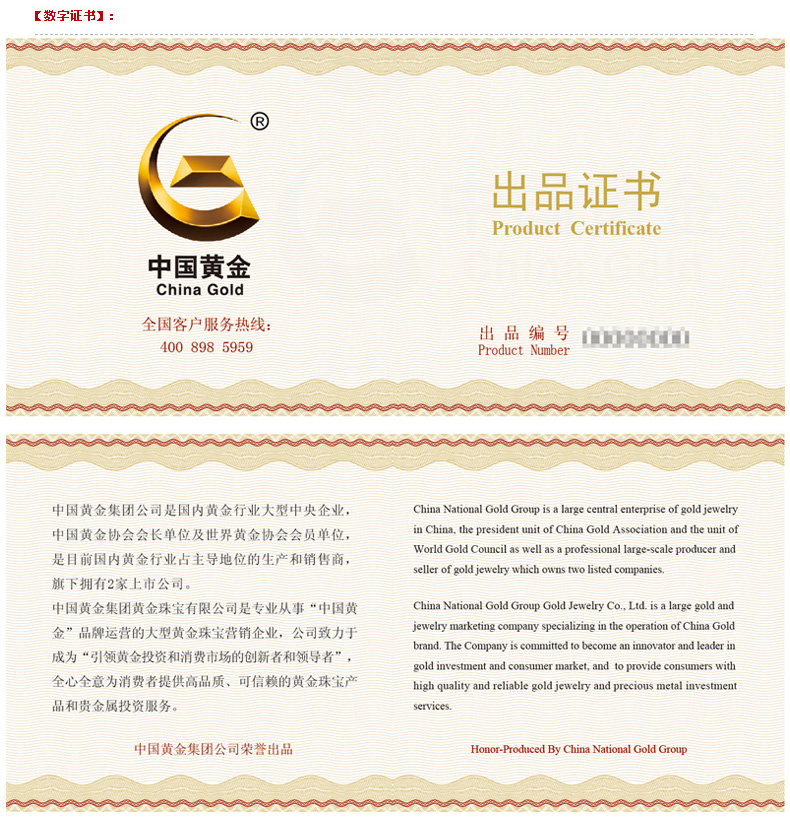 【数字证书】：
®
中国黄金
China Gold
全国客户服务热线：
400 898 5959
出品证书
Product Certificate
出品编号
Product Number
中国黄金集团公司是国内黄金行业大型中央企业，
中国黄金协会会长单位及世界黄金协会会员单位，
是目前国内黄金行业占主导地位的生产和销售商，
旗下拥有2家上市公司。
中国黄金集团黄金珠宝有限公司是专业从事“中国黄
金”品牌运营的大型黄金珠宝营销企业，公司致力于
成为“引领黄金投资和消费市场的创新者和领导者”，
全心全意为消费者提供高品质、可信赖的黄金珠宝产
品和贵金属投资服务。
中国黄金集团公司荣誉出品
China National Gold Group is a large central enterprise of gold jewelry
in China, the president unit of China Gold Association and the unit of
World Gold Council as well as a professional large-scale producer and
seller of gold jewelry which owns two listed companies.
China National Gold Group Gold Jewelry Co., Ltd. is a large gold and
jewelry marketing company specializing in the operation of China Gold
brand. The Company is committed to become an innovator and leader in
gold investment and consumer market, and to provide consumers with
high quality and reliable gold jewelry and precious metal investment
services.
Honor-Produced By China National Gold Group